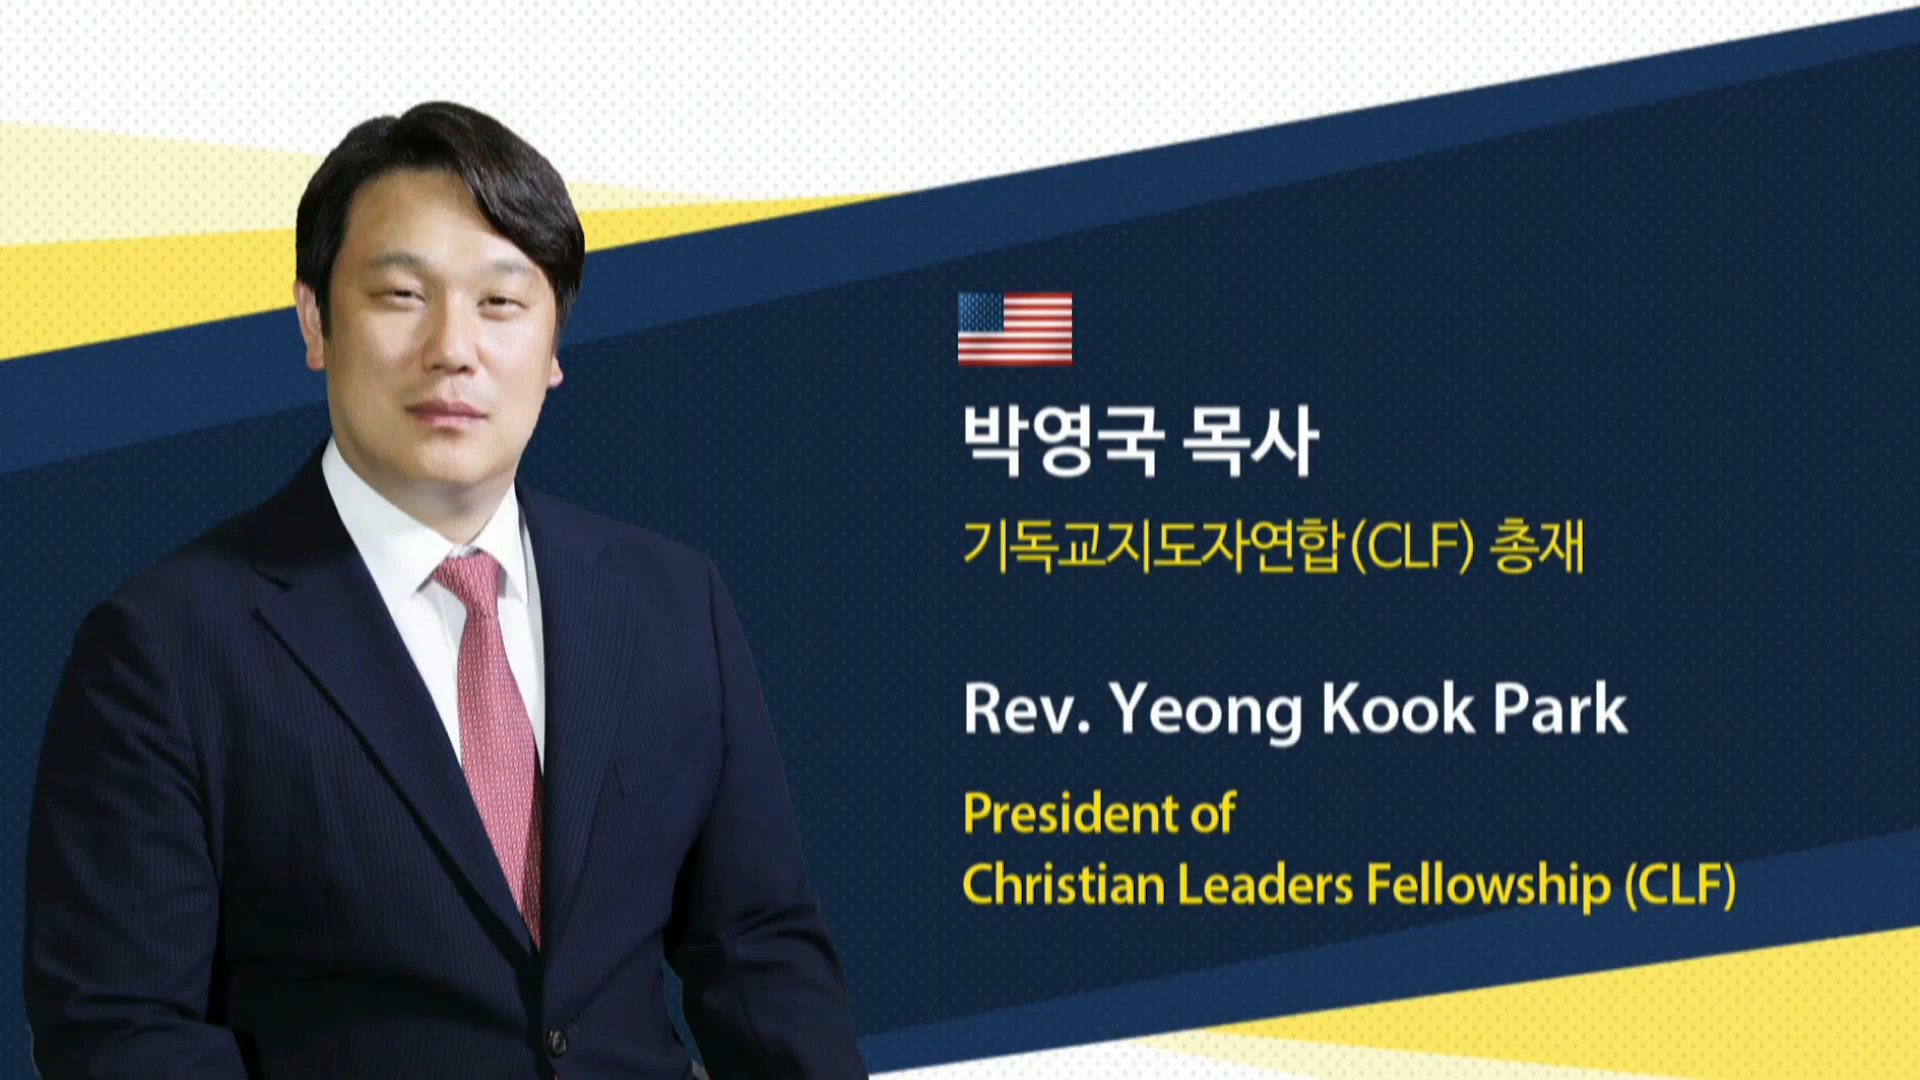 박영국 목사
기독교지도자연합(CLF) 총재
Rev. Yeong Kook Park
President of
Christian Leaders Fellowship (CLF)